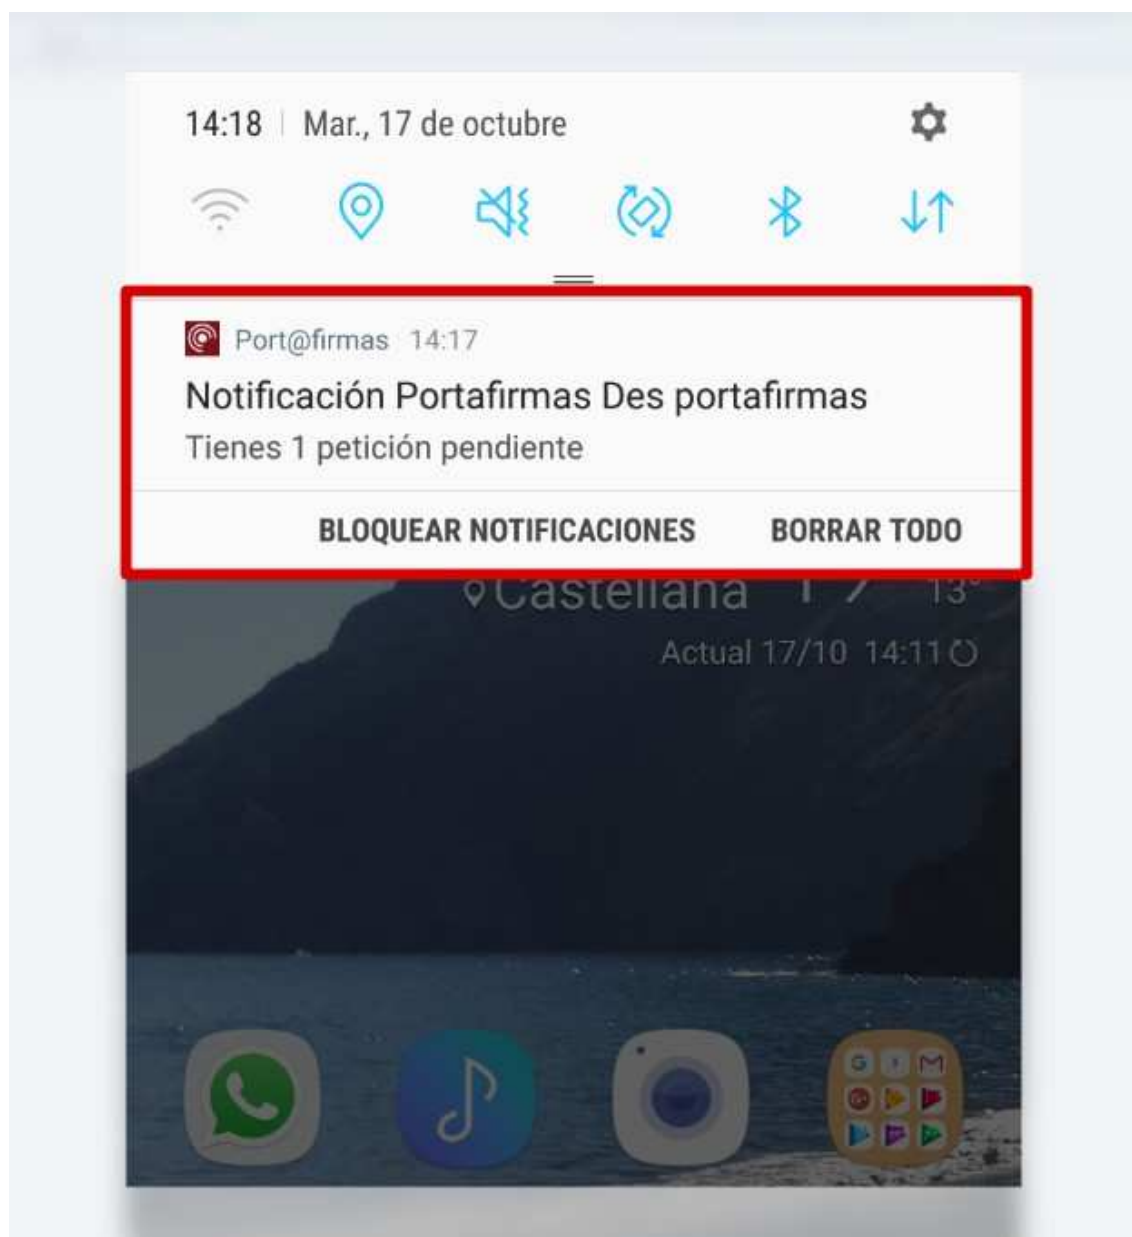 14:18 | Mar., 17 de octubre
Port@firmas 14:17
Notificación Portafirmas Des portafirmas
Tienes 1 petición pendiente
BLOQUEAR NOTIFICACIONES BORRAR TODO
Castellana 13°
Actual 17/10 14:11